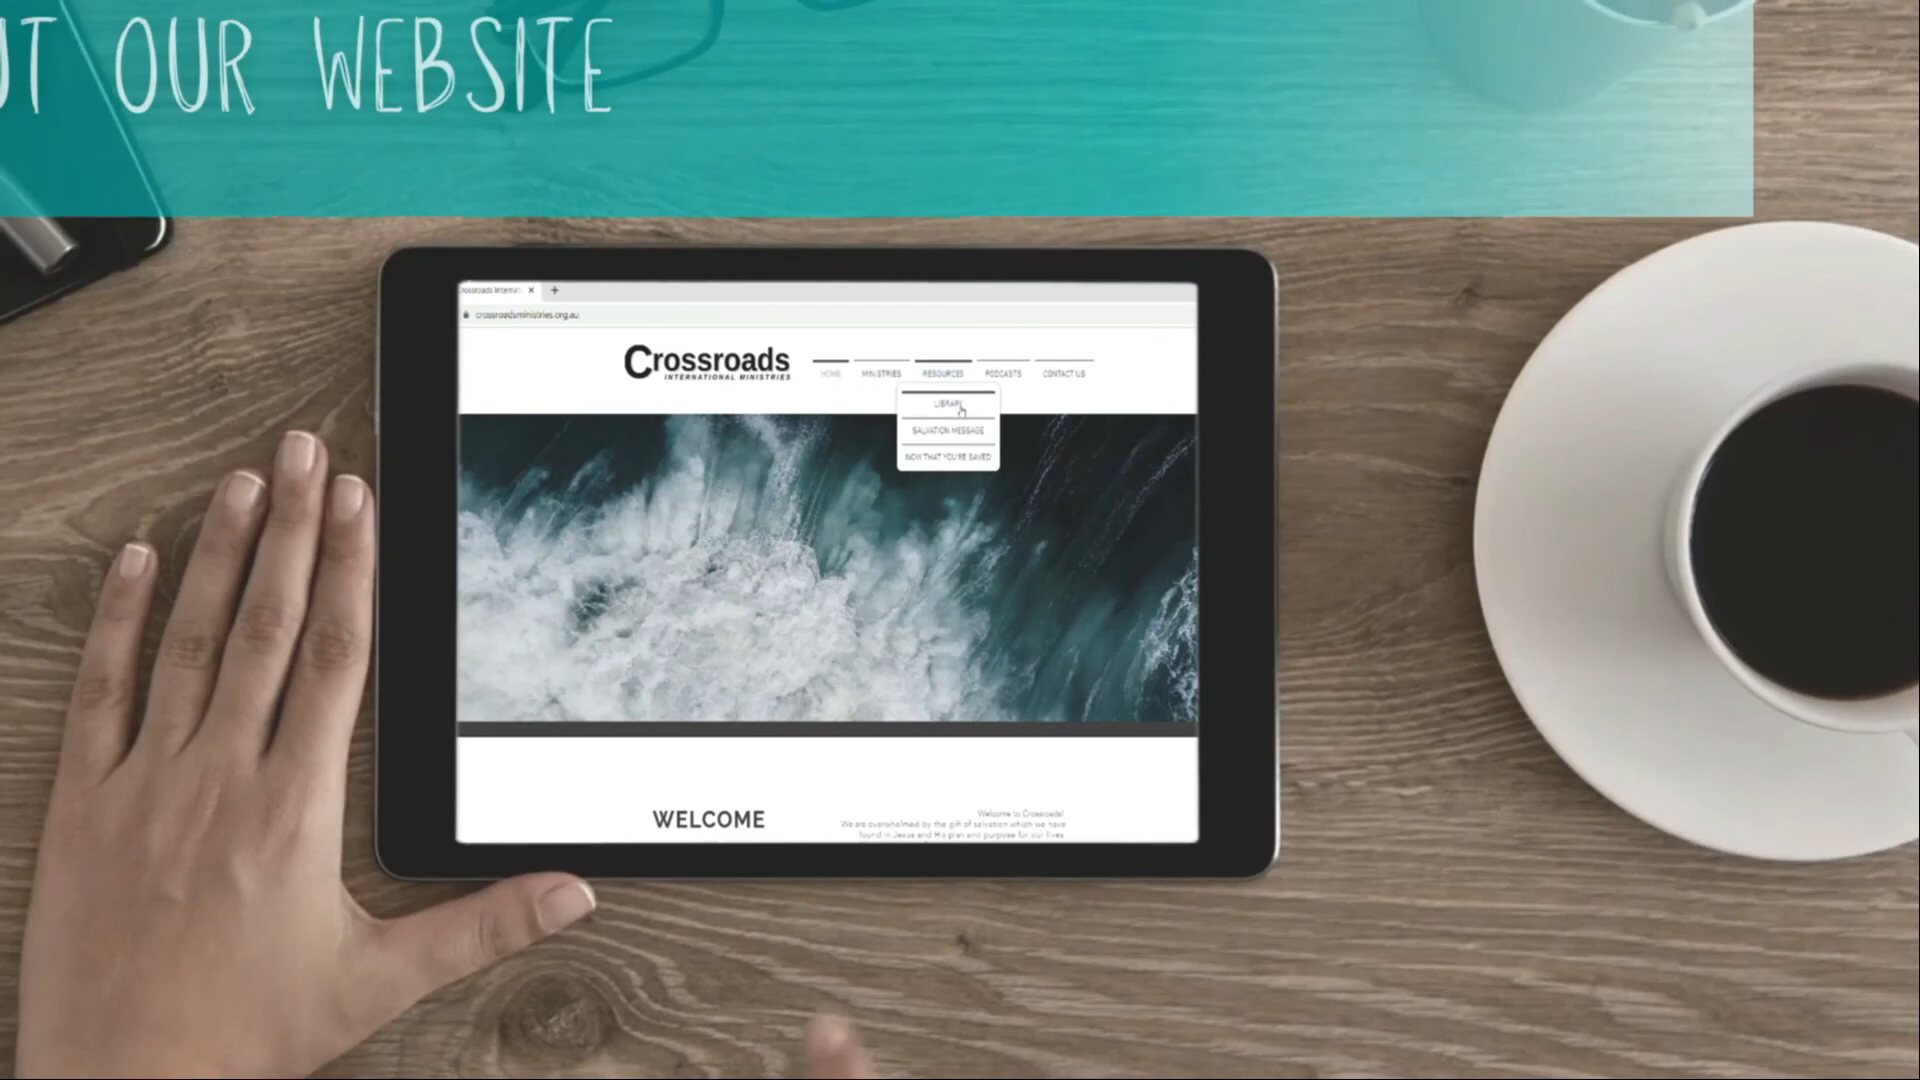 UT OUR WEBSITE
crossroadsministries.org.au
Crossroads
INTERNATIONAL MINISTRIES
HOME MINISTRIES RESOURCES PODCASTS CONTACT US
LIBRARY
SALVATION MESSAGE
NOW THAT YOU'RE SAVED
WELCOME
Welcome to Crossroads!
We are overwhelmed by the gift of salvation which we have
found in Jesus and His plan and purpose for our lives.